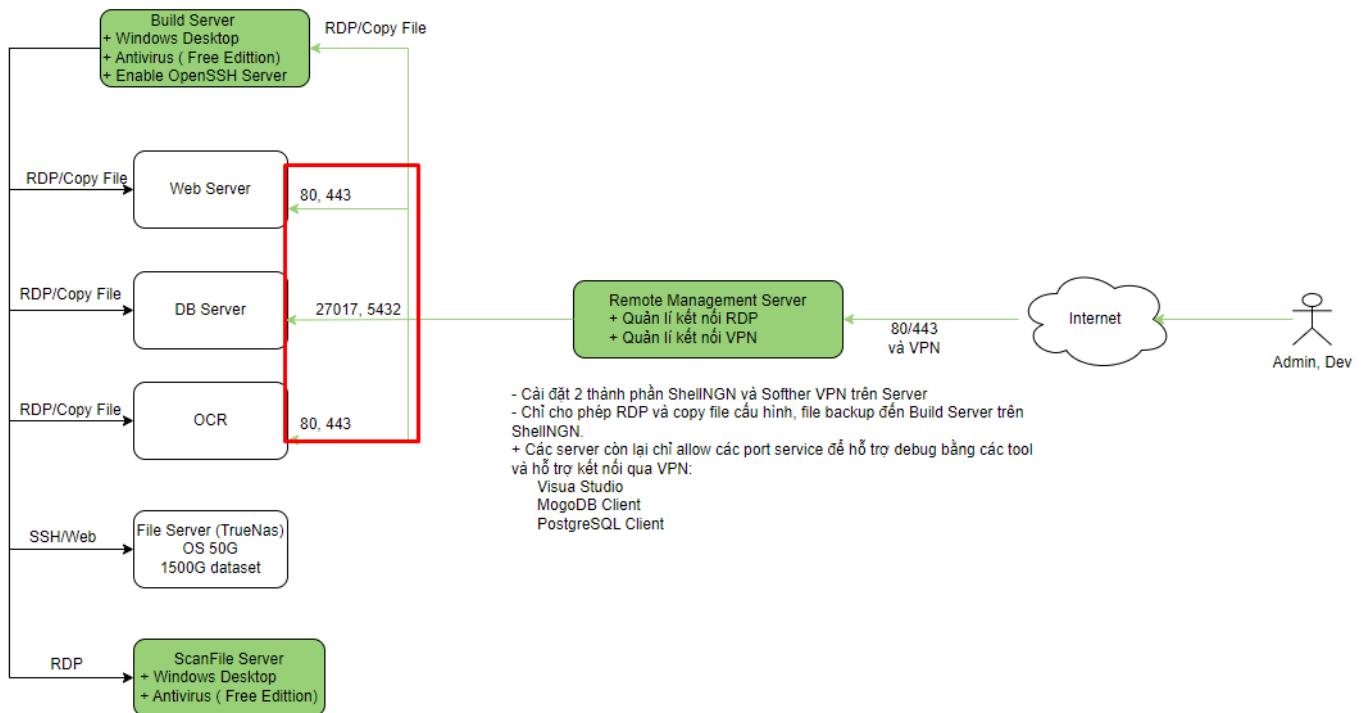 Build Server
+ Windows Desktop
+ Antivirus ( Free Edittion)
+ Enable OpenSSH Server
RDP/Copy File
RDP/Copy File
Web Server
80, 443
RDP/Copy File
DB Server
27017, 5432
Remote Management Server
+ Quản lí kết nối RDP
+ Quản lí kết nối VPN
80/443
và VPN
Internet
Admin, Dev
RDP/Copy File
OCR
80, 443
- Cài đặt 2 thành phần ShellNGN và Softher VPN trên Server
- Chỉ cho phép RDP và copy file cấu hình, file backup đến Build Server trên
ShellNGN.
+ Các server còn lại chỉ allow các port service để hỗ trợ debug bằng các tool
và hỗ trợ kết nối qua VPN:
Visua Studio
MogoDB Client
PostgreSQL Client
SSH/Web
File Server (TrueNas)
OS 50G
1500G dataset
RDP
ScanFile Server
+ Windows Desktop
+ Antivirus ( Free Edittion)